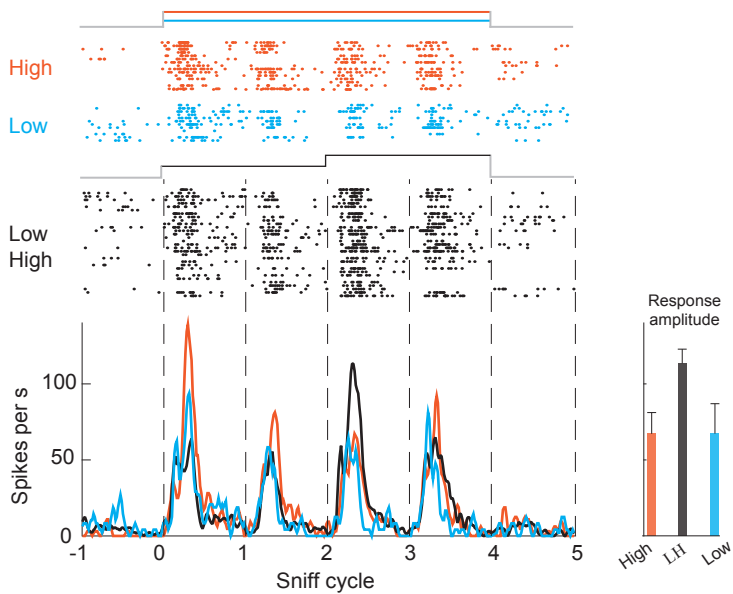 High
Low
Low
High
Response
amplitude
Spikes per s
100
50
0
-1
0
1
2
3
4
5
Sniff cycle
High
LH
Low